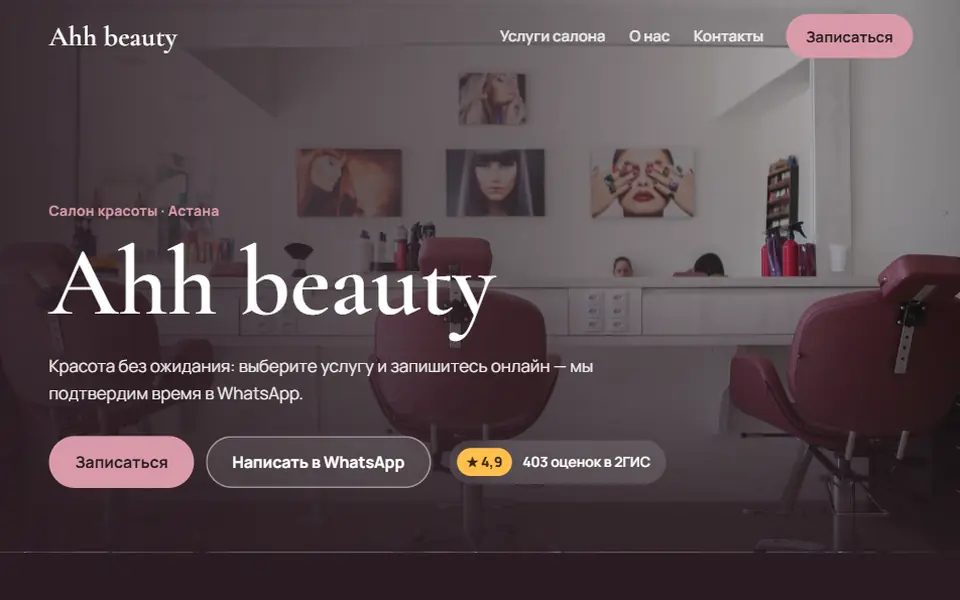 Ahh beauty
Услуги салона
О нас
Контакты
Записаться
Салон красоты · Астана
Ahh beauty
Красота без ожидания: выберите услугу и запишитесь онлайн — мы
подтвердим время в WhatsApp.
Записаться
Написать в WhatsApp
★ 4,9
403 оценок в 2ГИС